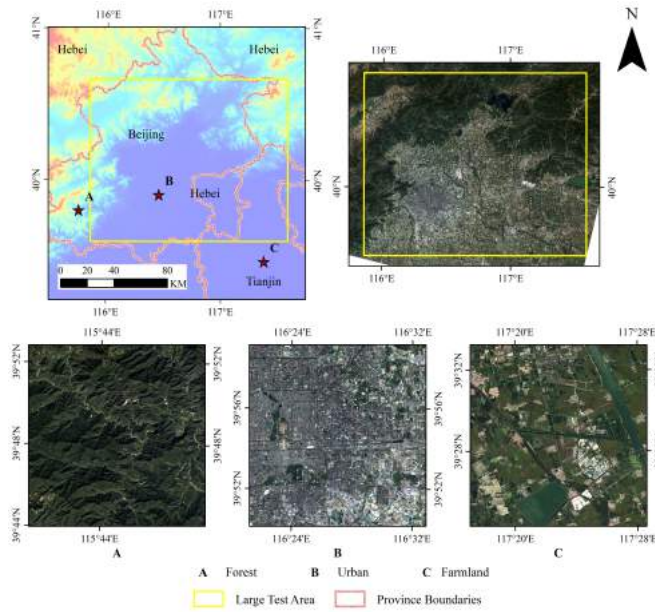 116°E 117°E
41°N
Hebei Hebei
Beijing
B
Hebei
A
C
Tianjin
40°N
40°N
0 20 40 80
KM
116°E 117°E
N
116°E 117°E
40°N
40°N
116°E 117°E
115°44'E
39°52'N
39°48'N
39°44'N
39°52'N
39°48'N
39°44'N
115°44'E
A
116°24'E 116°32'E
39°56'N
39°52'N
39°56'N
39°52'N
116°24'E 116°32'E
B
117°20'E 117°28'E
39°32'N
39°28'N
39°32'N
39°28'N
117°20'E 117°28'E
C
A Forest B Urban C Farmland
Large Test Area Province Boundaries